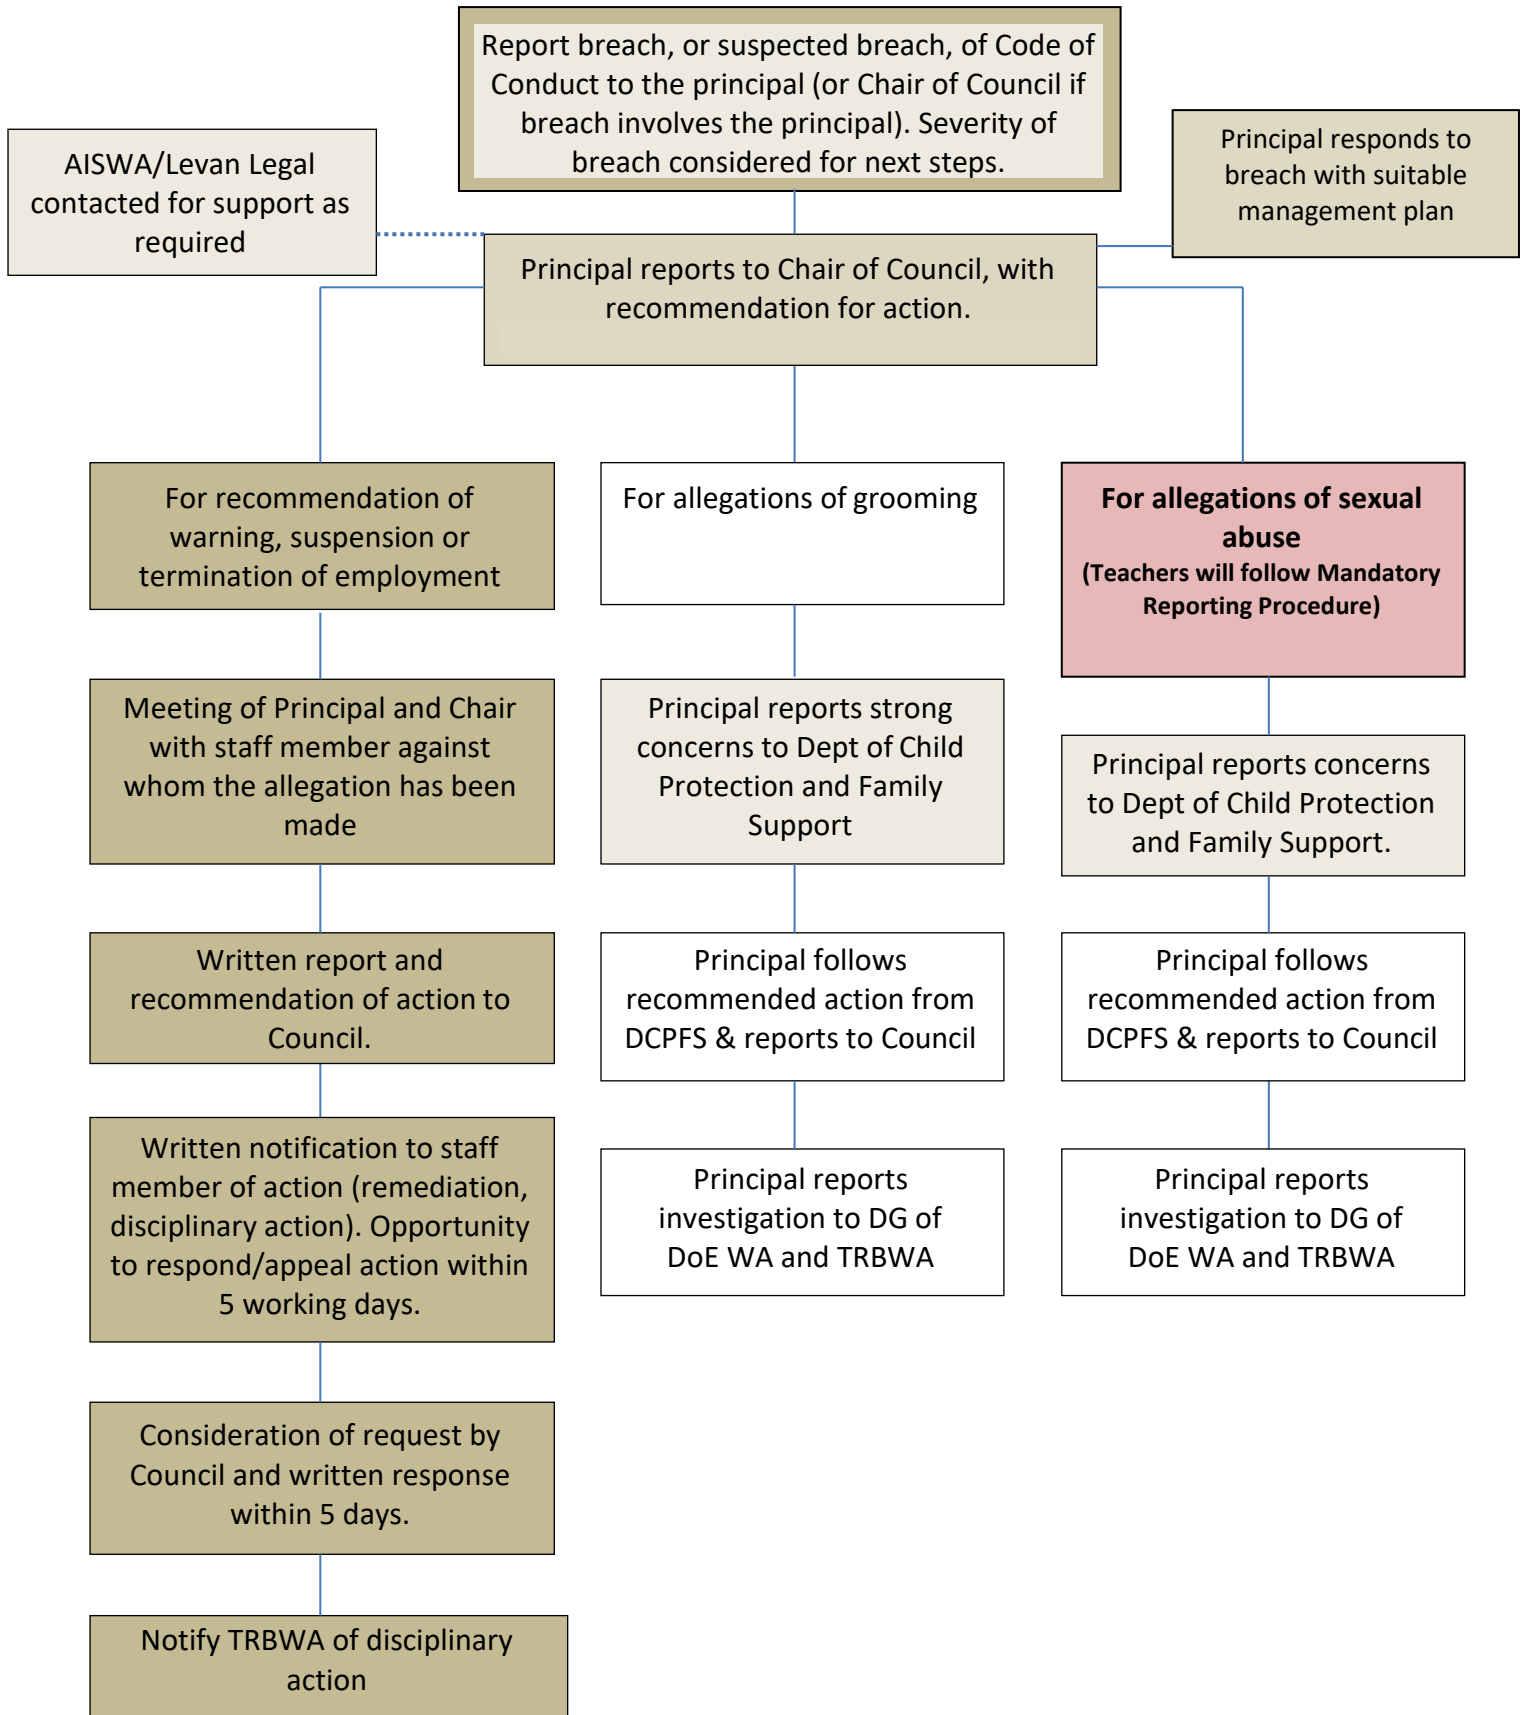 Report breach, or suspected breach, of Code of
Conduct to the principal (or Chair of Council if
breach involves the principal). Severity of
breach considered for next steps.
AISWA/Levan Legal
contacted for support as
required
Principal responds to
breach with suitable
management plan
Principal reports to Chair of Council, with
recommendation for action.
For recommendation of
warning, suspension or
termination of employment
Meeting of Principal and Chair
with staff member against
whom the allegation has been
made
Written report and
recommendation of action to
Council.
Written notification to staff
member of action (remediation,
disciplinary action). Opportunity
to respond/appeal action within
5 working days.
Consideration of request by
Council and written response
within 5 days.
Notify TRBWA of disciplinary
action
For allegations of grooming
Principal reports strong
concerns to Dept of Child
Protection and Family
Support
Principal follows
recommended action from
DCPFS & reports to Council
Principal reports
investigation to DG of
DoE WA and TRBWA
For allegations of sexual
abuse
(Teachers will follow Mandatory
Reporting Procedure)
Principal reports concerns
to Dept of Child Protection
and Family Support.
Principal follows
recommended action from
DCPFS & reports to Council
Principal reports
investigation to DG of
DoE WA and TRBWA